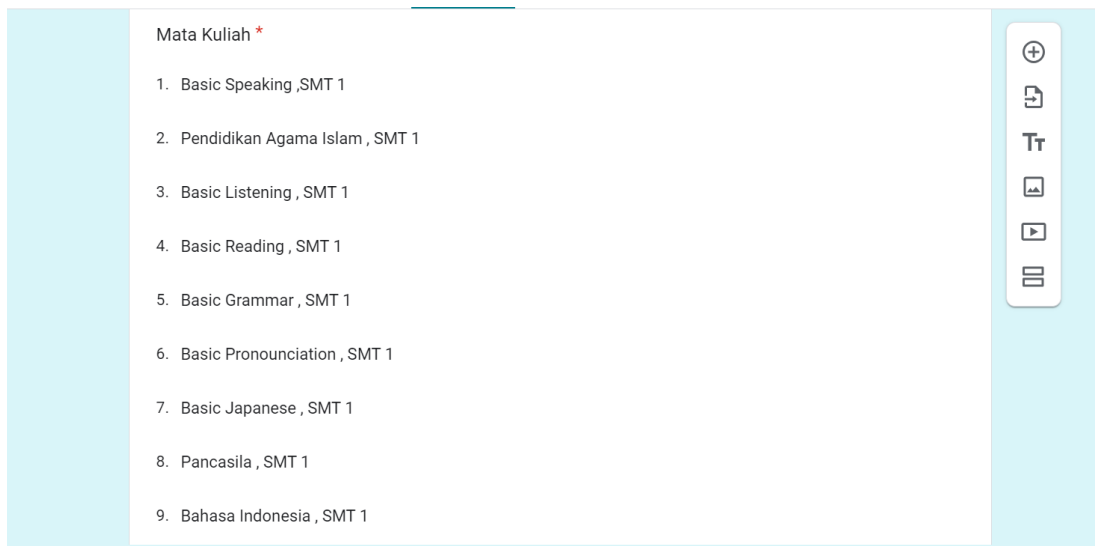 Mata Kuliah *
1. Basic Speaking ,SMT 1
2. Pendidikan Agama Islam , SMT 1
3. Basic Listening , SMT 1
4. Basic Reading , SMT 1
5. Basic Grammar , SMT 1
6. Basic Pronounciation , SMT 1
7. Basic Japanese , SMT 1
8. Pancasila , SMT 1
9. Bahasa Indonesia , SMT 1